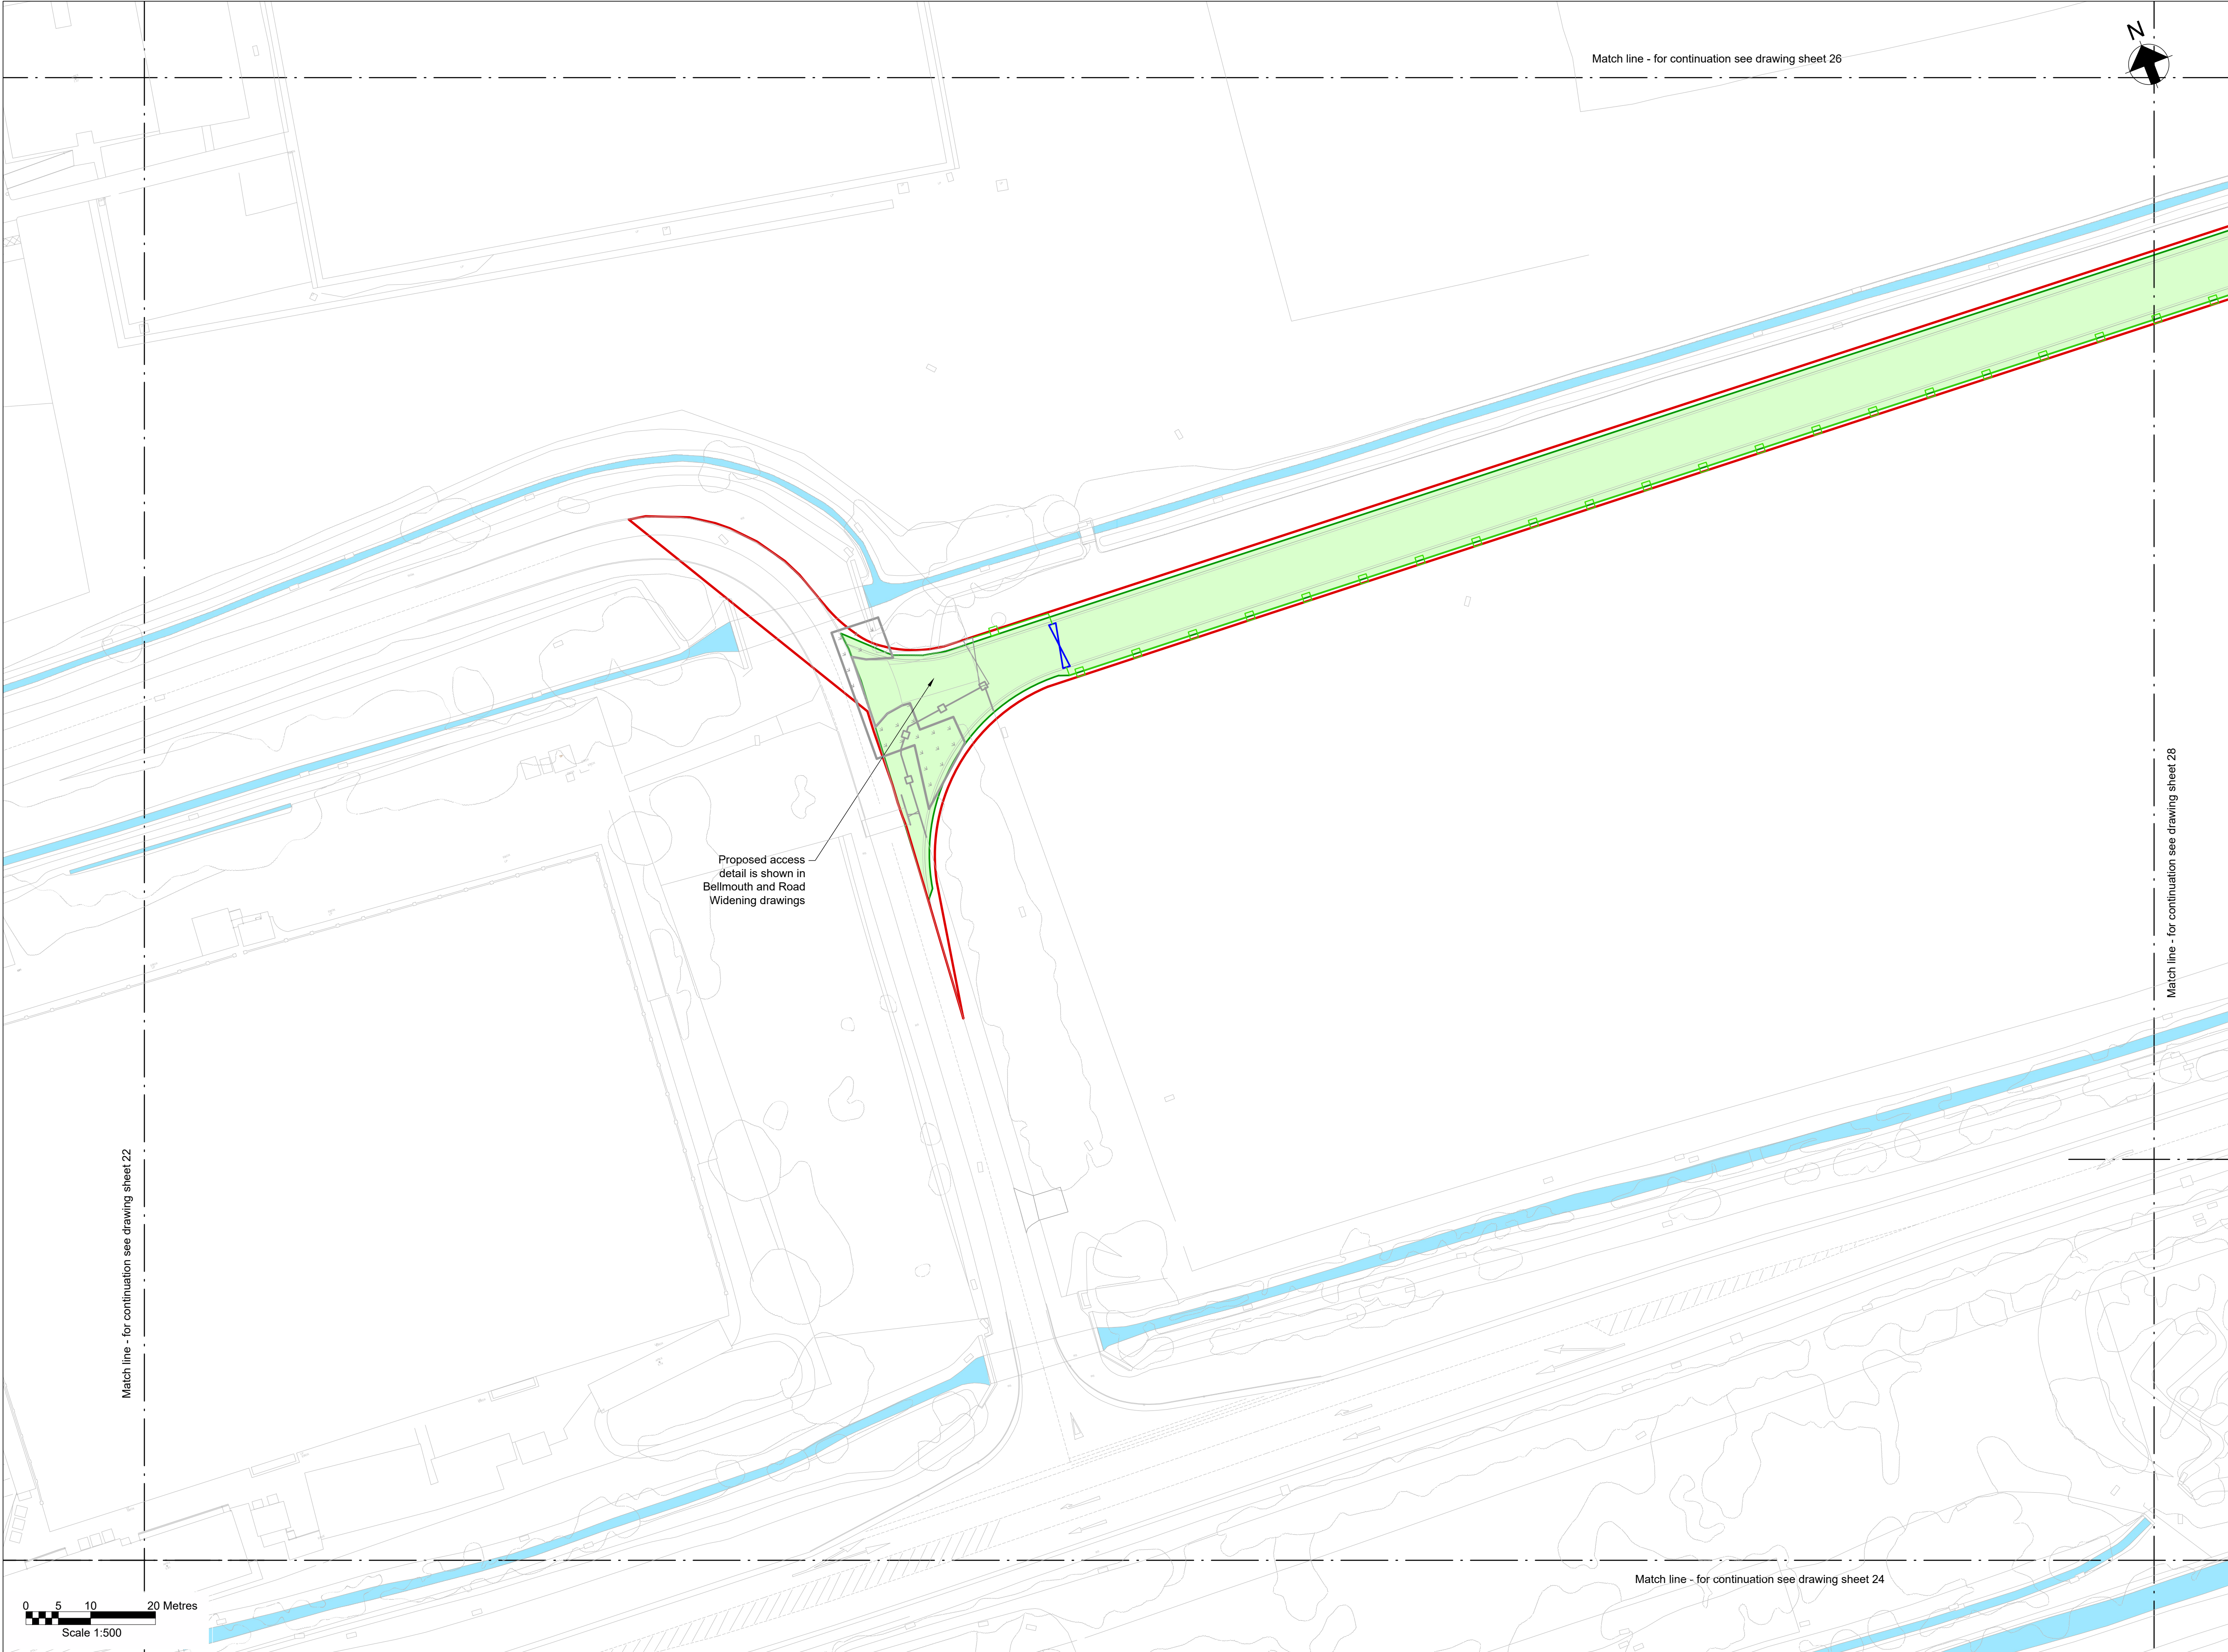 N
Match line - for continuation see drawing sheet 26
Proposed access
detail is shown in
Bellmouth and Road
Widening drawings
Match line - for continuation see drawing sheet 28
Match line - for continuation see drawing sheet 22
Match line - for continuation see drawing sheet 24
0 5 10 20 Metres
Scale 1:500